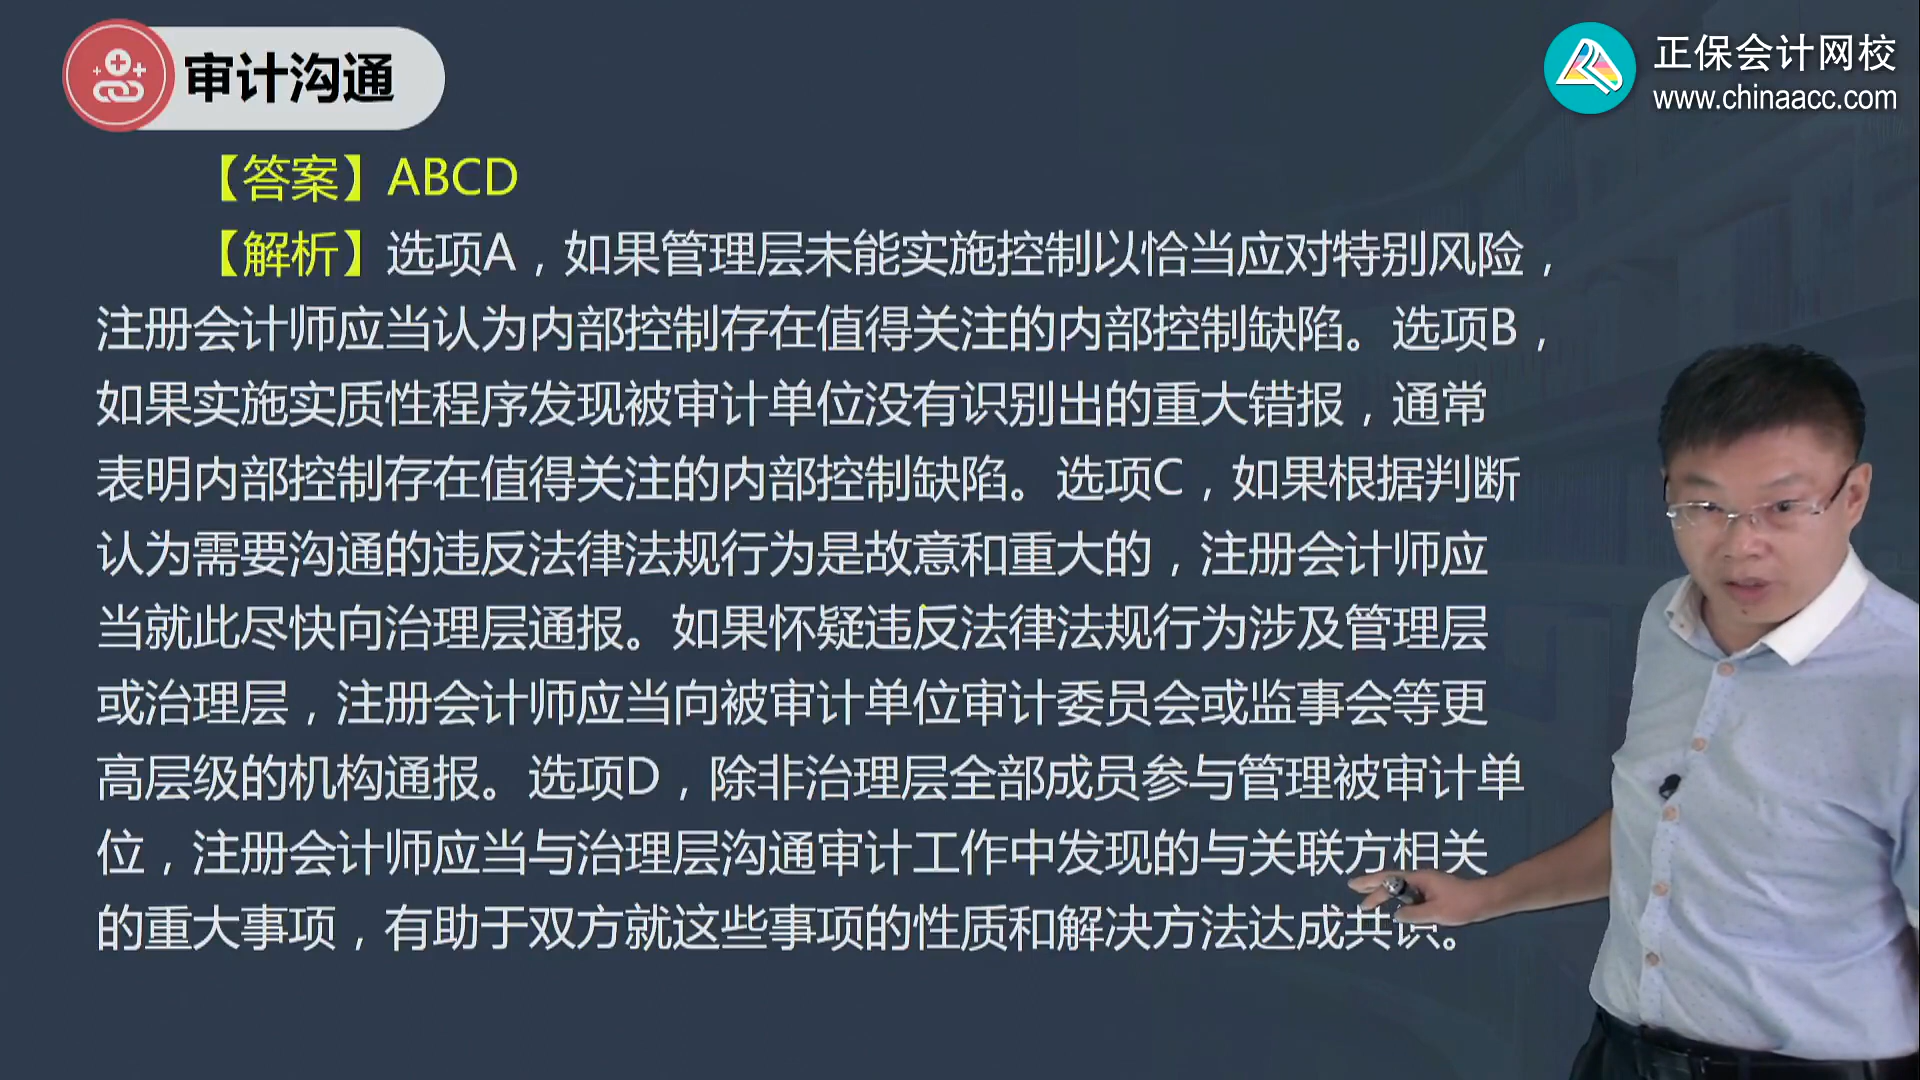 审计沟通
正保会计网校
www.chinaacc.com
【答案】ABCD
【解析】选项A，如果管理层未能实施控制以恰当应对特别风险，
注册会计师应当认为内部控制存在值得关注的内部控制缺陷。选项B，
如果实施实质性程序发现被审计单位没有识别出的重大错报，通常
表明内部控制存在值得关注的内部控制缺陷。选项C，如果根据判断
认为需要沟通的违反法律法规行为是故意和重大的，注册会计师应
当就此尽快向治理层通报。如果怀疑违反法律法规行为涉及管理层
或治理层，注册会计师应当向被审计单位审计委员会或监事会等更
高层级的机构通报。选项D，除非治理层全部成员参与管理被审计单
位，注册会计师应当与治理层沟通审计工作中发现的与关联方相关
的重大事项，有助于双方就这些事项的性质和解决方法达成共识。